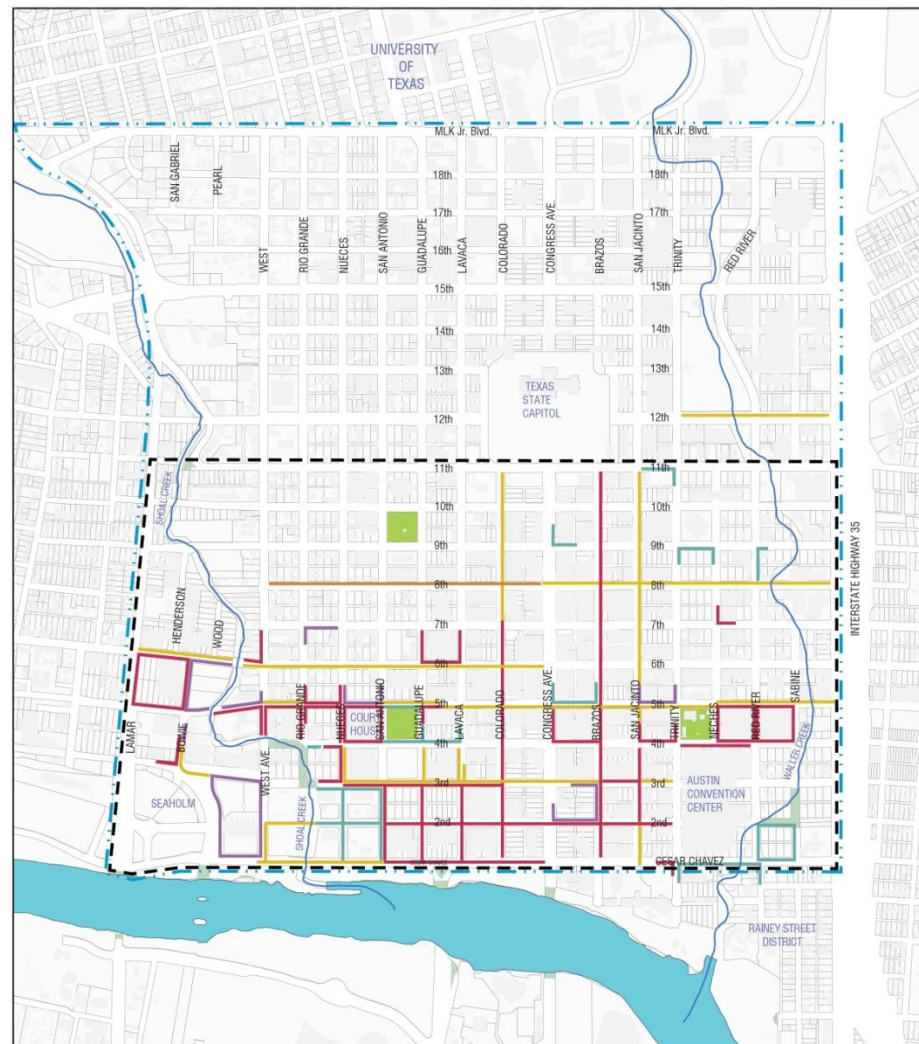 UNIVERSITY
OF
TEXAS
MLK Jr. Blvd.
MLK Jr. Blvd.
SAN GABRIEL
PEARL
18th
18th
17th
17th
WEST
RIO GRANDE
NUECES
SAN ANTONIO
GUADALUPE
LAVACA
COLORADO
CONGRESS AVE.
BRAZOS
SAN JACINTO
TRINITY
RED RIVER
16th
16th
15th
15th
14th
14th
13th
13th
TEXAS
STATE
CAPITOL
12th
12th
11th
11th
SHOAL CREEK
10th
10th
9th
9th
INTERSTATE HIGHWAY 35
8th
8th
HENDERSON
WOOD
7th
7th
6th
6th
5th
5th
LAMAR
BOWIE
WEST AVE.
RIO GRANDE
NUECES
COURT
HOUSE
SAN ANTONIO
GUADALUPE
LAVACA
COLORADO
CONGRESS AVE.
BRAZOS
SAN JACINTO
TRINITY
NECHES
RED RIVER
SABINE
4th
4th
WALLER CREEK
3rd
3rd
AUSTIN
CONVENTION
CENTER
SEAHOLM
SHOAL CREEK
2nd
2nd
CESAR CHAVEZ
RAINEY STREET
DISTRICT